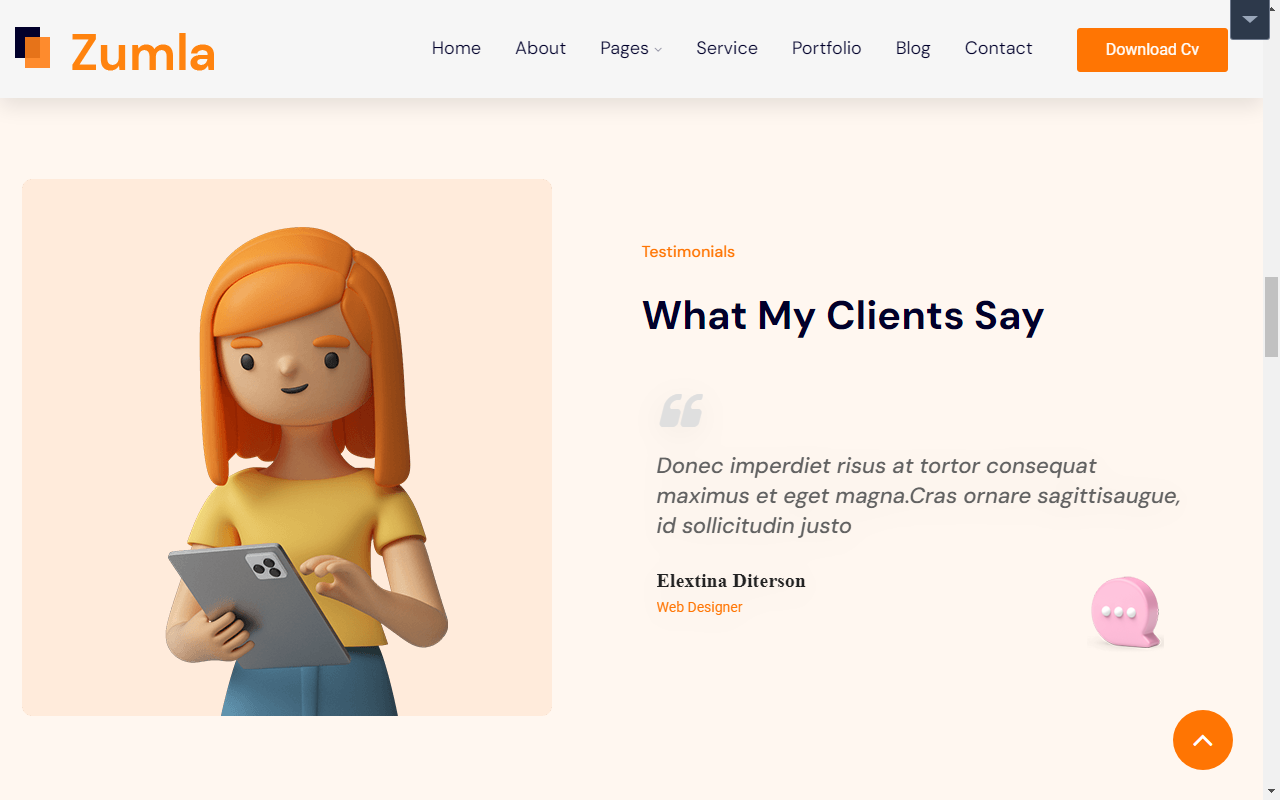 Zumla
Home About Pages Service Portfolio Blog Contact Download Cv
Testimonials
What My Clients Say
Donec imperdiet risus at tortor consequat
maximus et eget magna.Cras ornare sagittisaugue,
id sollicitudin justo
Elextina Diterson
Web Designer